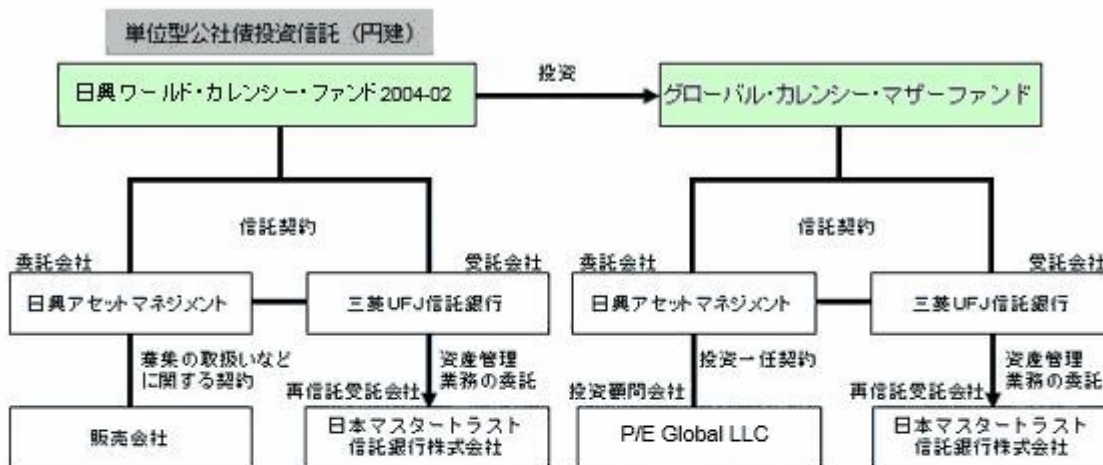 単位型公社債投資信託（円建）
日興ワールド・カレンシー・ファンド2004-02
投資
グローバル・カレンシー・マザーファンド
信託契約
信託契約
委託会社
受託会社
委託会社
受託会社
日興アセットマネジメント
三菱UFJ信託銀行
日興アセットマネジメント
三菱UFJ信託銀行
募集の取扱いなど
に関する契約
資産管理
業務の委託
投資一任契約
資産管理
業務の委託
再信託受託会社
投資顧問会社
再信託受託会社
販売会社
日本マスタートラスト
信託銀行株式会社
P/E Global LLC
日本マスタートラスト
信託銀行株式会社